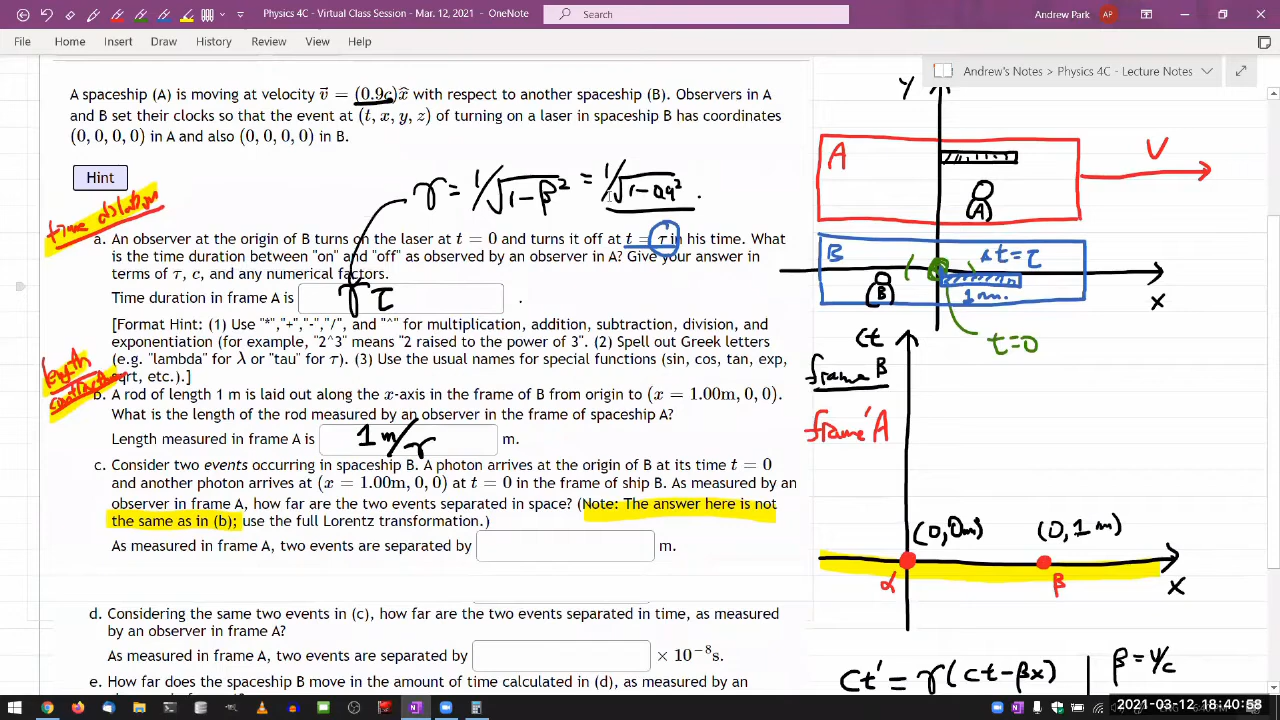 Physics 4C - Virtual Class Session - Mar. 12, 2021 - OneNote
Search
Andrew Park
AP
File Home Insert Draw View History Review View Help
Andrew's Notes > Physics 4C - Lecture Notes
A spaceship (A) is moving at velocity v⃗ = (0.9c)x̂ with respect to another spaceship (B). Observers in A
and B set their clocks so that the event at (t, x, y, z) of turning on a laser in spaceship B has coordinates
(0, 0, 0, 0) in A and also (0, 0, 0, 0) in B.
Hint
γ = 1/√1-β² = 1/√1-0.9² .
time dilation
a. An observer at the origin of B turns on the laser at t = 0 and turns it off at t = τ in his time. What
is the time duration between "on" and "off" as observed by an observer in A? Give your answer in
terms of τ, c, and any numerical factors.
Time duration in frame A is γτ .
[Format Hint: (1) Use "*","+","-","/", and "^" for multiplication, addition, subtraction, division, and
exponentiation (for example, "2^3" means "2 raised to the power of 3". (2) Spell out Greek letters
(e.g. "lambda" for λ or "tau" for τ). (3) Use the usual names for special functions (sin, cos, tan, exp,
sqrt, etc.).]
length
contraction
b. A rod of length 1 m is laid out along the x-axis in the frame of B from origin to (x = 1.00m, 0, 0).
What is the length of the rod measured by an observer in the frame of spaceship A?
Length measured in frame A is 1m/γ m.
c. Consider two events occurring in spaceship B. A photon arrives at the origin of B at its time t = 0
and another photon arrives at (x = 1.00m, 0, 0) at t = 0 in the frame of ship B. As measured by an
observer in frame A, how far are the two events separated in space? (Note: The answer here is not
the same as in (b); use the full Lorentz transformation.)
As measured in frame A, two events are separated by m.
d. Considering the same two events in (c), how far are the two events separated in time, as measured
by an observer in frame A?
As measured in frame A, two events are separated by × 10⁻⁸s.
e. How far does the spaceship B move in the amount of time calculated in (d), as measured by an
Y
A
V
A
B
Δt = τ
B
1 m.
X
t=0
ct
frame B
frame' A
(0, 0m)
(0, 1m)
α
β
X
ct' = γ(ct-βx)
β = v/c
2021-03-12 18:40:58